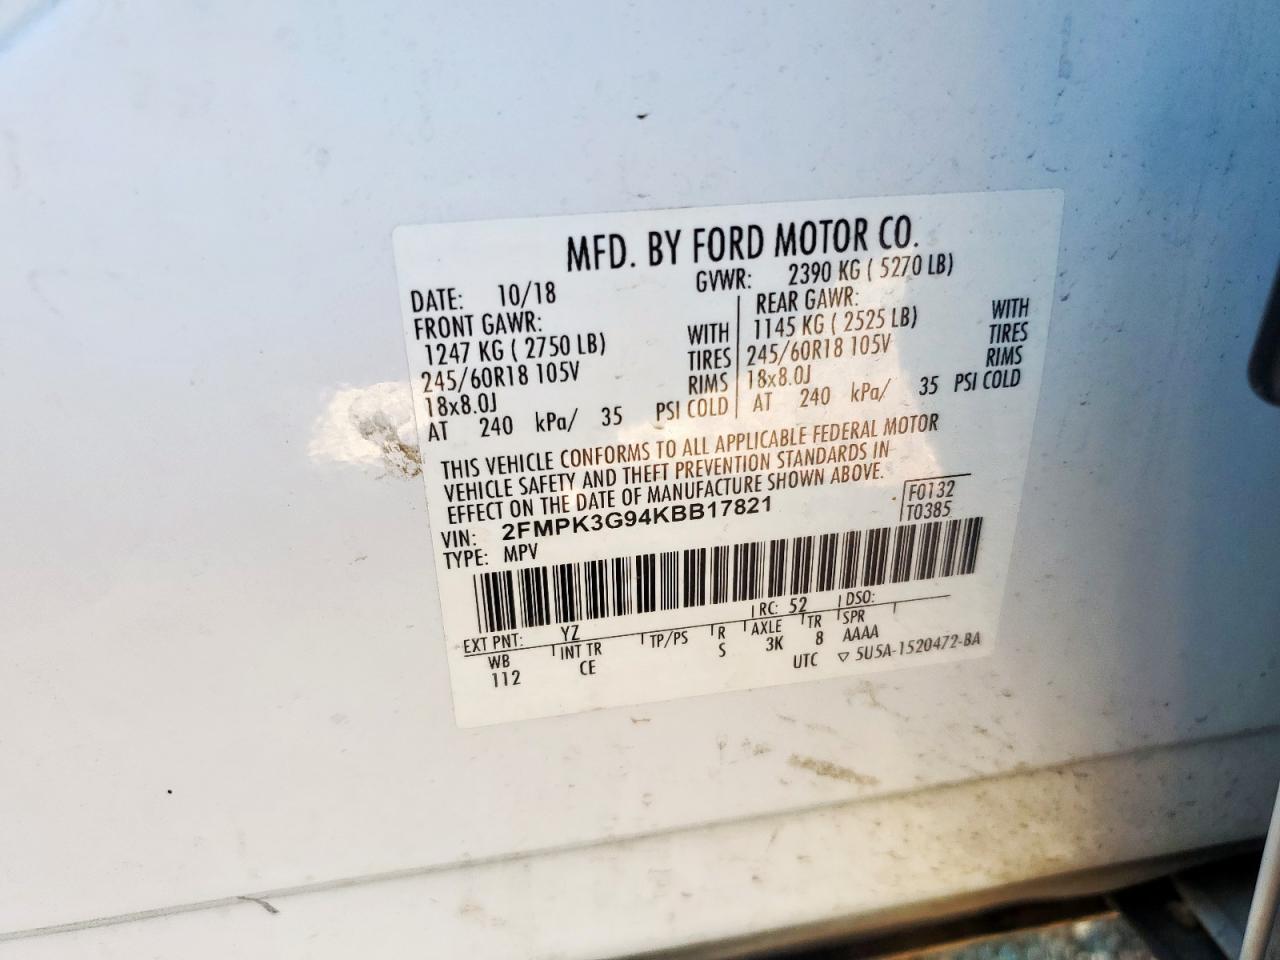 MFD. BY FORD MOTOR CO.
DATE: 10/18 GVWR: 2390 KG ( 5270 LB)
FRONT GAWR:
1247 KG ( 2750 LB) WITH
245/60R18 105V TIRES
18x8.0J RIMS
AT 240 kPa/ 35 PSI COLD
REAR GAWR:
1145 KG ( 2525 LB) WITH
245/60R18 105V TIRES
18x8.0J RIMS
AT 240 kPa/ 35 PSI COLD
THIS VEHICLE CONFORMS TO ALL APPLICABLE FEDERAL MOTOR
VEHICLE SAFETY AND THEFT PREVENTION STANDARDS IN
EFFECT ON THE DATE OF MANUFACTURE SHOWN ABOVE.
VIN: 2FMPK3G94KBB17821
TYPE: MPV
F0132
T0385
EXT PNT: YZ RC: 52 DSO:
WB INT TR TP/PS R AXLE TR SPR
112 CE S 3K 8 AAAA
UTC ▽ 5U5A-1520472-BA